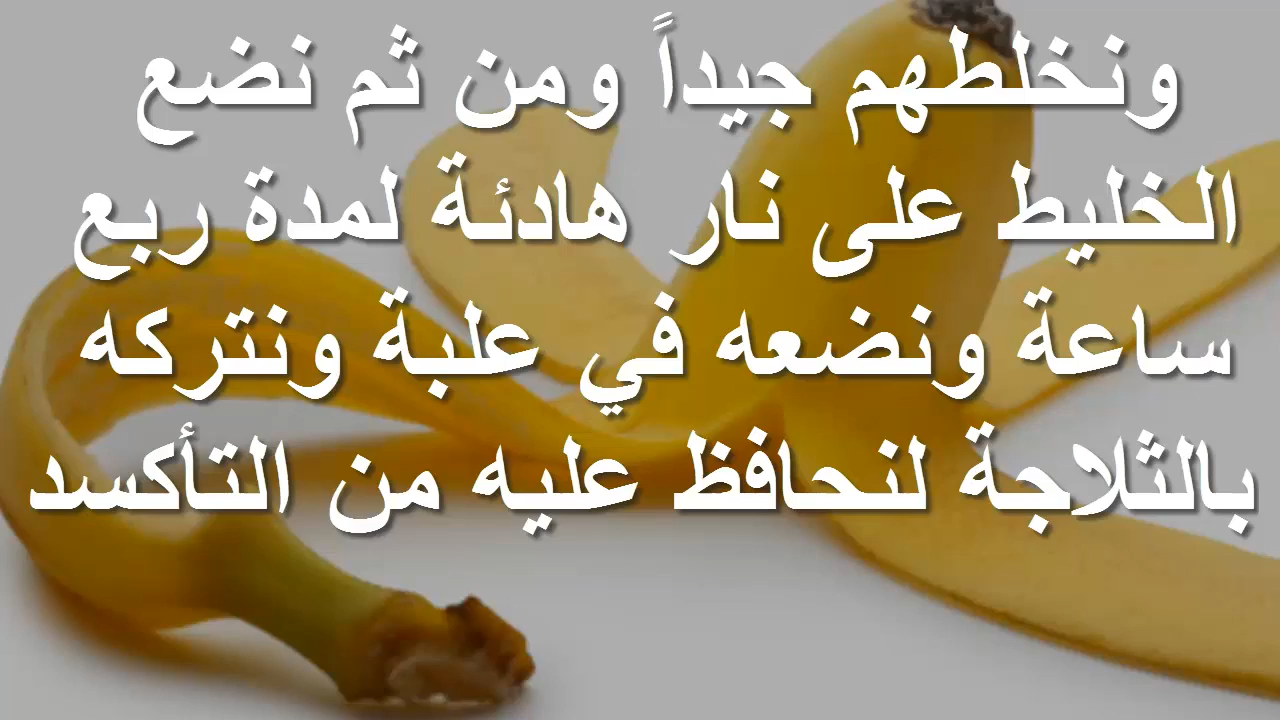 ونخلطهم جيداً ومن ثم نضع
الخليط على نار هادئة لمدة ربع
ساعة ونضعه في علبة ونتركه
بالثلاجة لنحافظ عليه من التأكسد